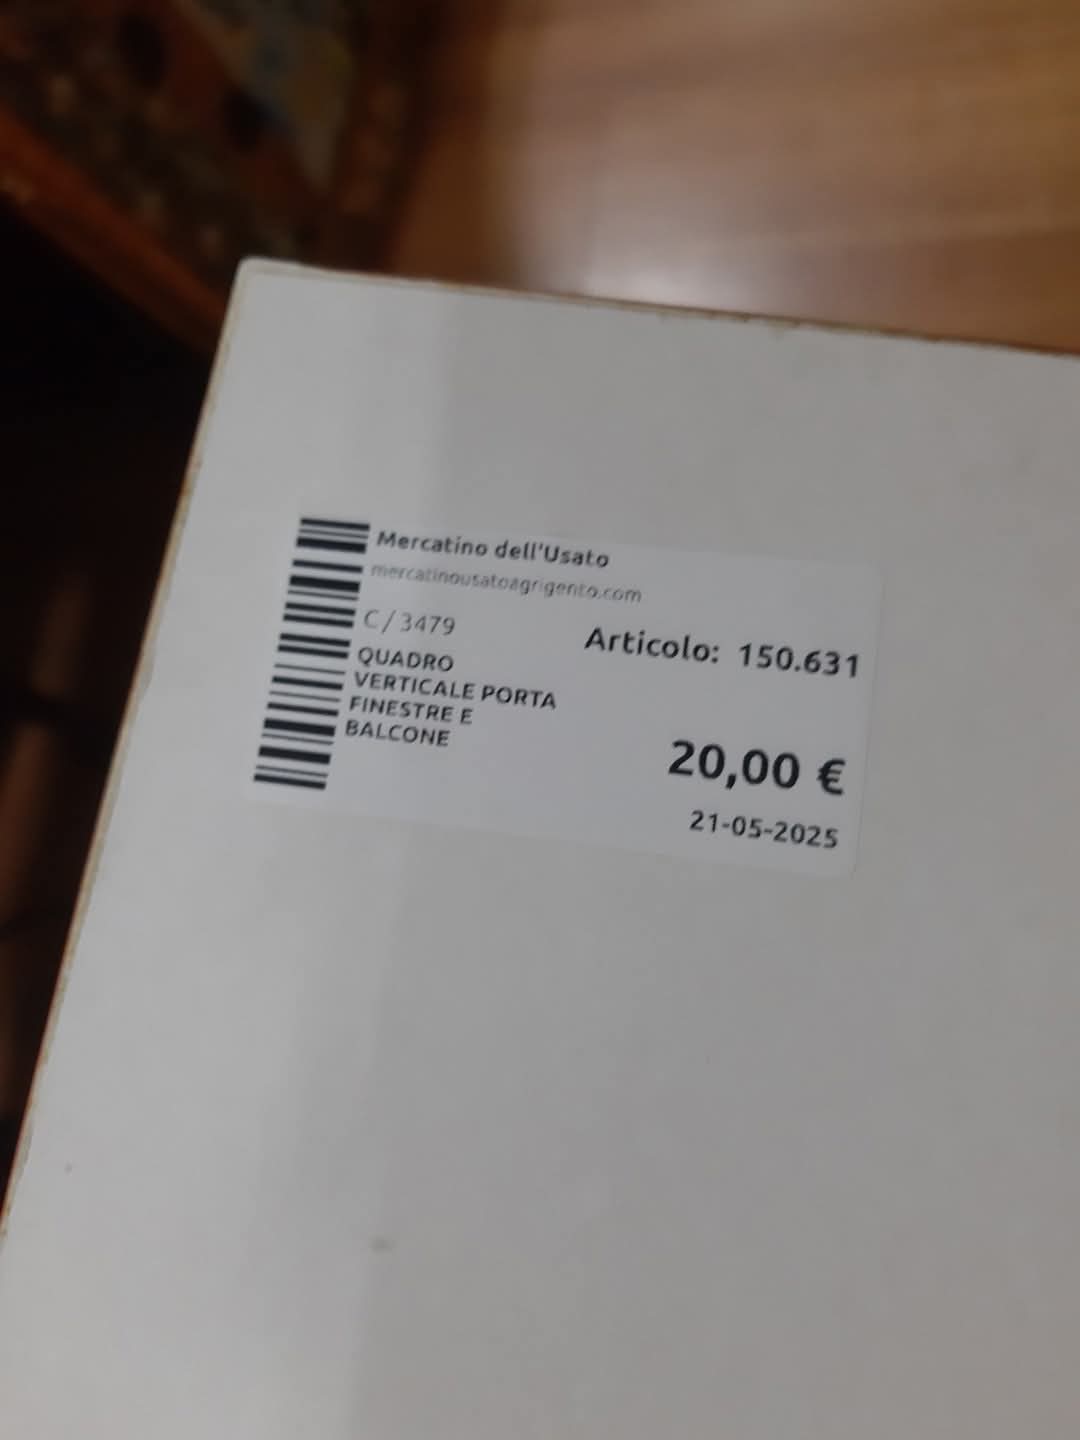 Mercatino dell'Usato
mercatinousatoagrigento.com
C/3479
Articolo: 150.631
QUADRO
VERTICALE PORTA
FINESTRE E
BALCONE
20,00 €
21-05-2025